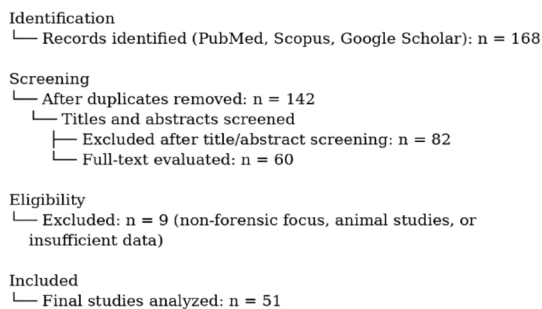 Identification
└── Records identified (PubMed, Scopus, Google Scholar): n = 168
Screening
└── After duplicates removed: n = 142
└── Titles and abstracts screened
├── Excluded after title/abstract screening: n = 82
└── Full-text evaluated: n = 60
Eligibility
└── Excluded: n = 9 (non-forensic focus, animal studies, or
insufficient data)
Included
└── Final studies analyzed: n = 51